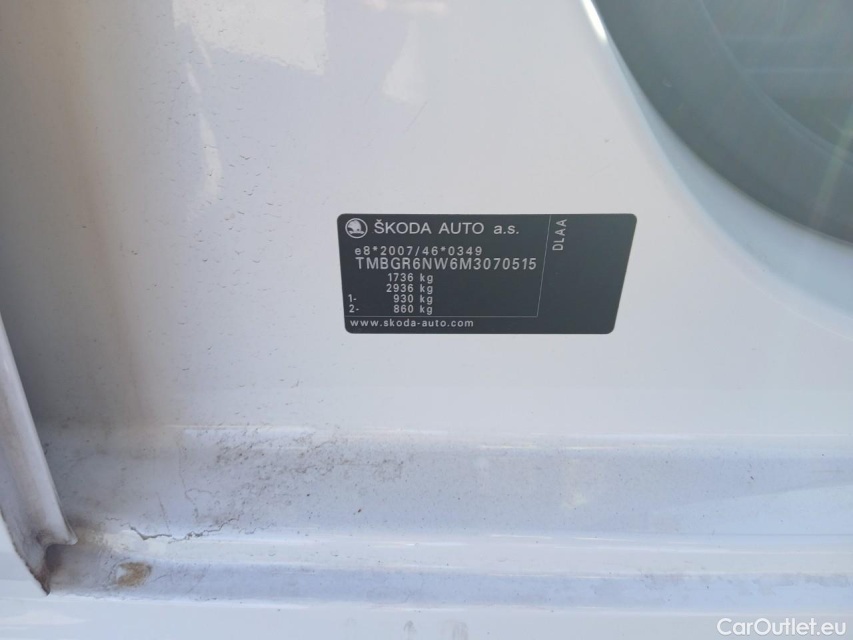 ŠKODA AUTO a.s.
DLAA
e8*2007/46*0349
TMBGR6NW6M3070515
1736 kg
2936 kg
1- 930 kg
2- 860 kg
www.skoda-auto.com
CarOutlet.eu